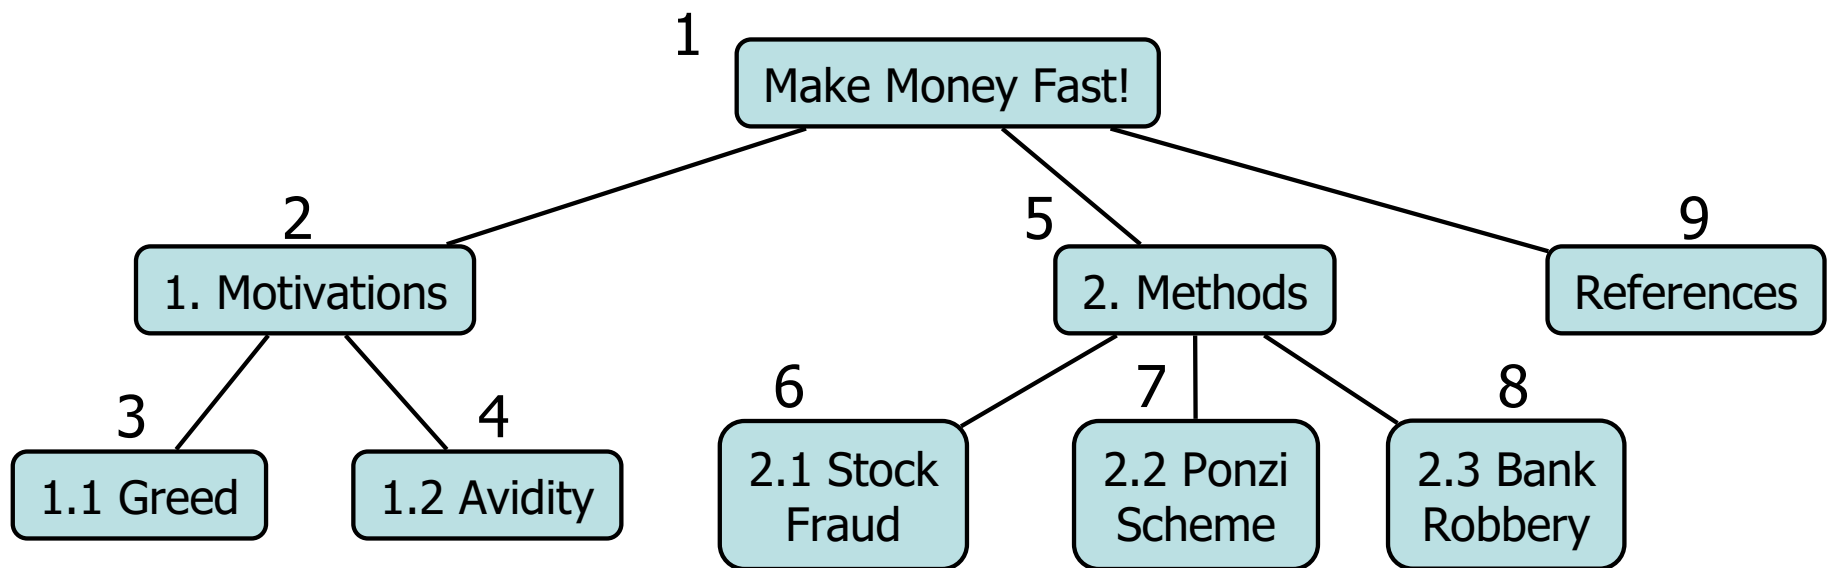 1
Make Money Fast!
2
5
9
1. Motivations
2. Methods
References
3
4
6
7
8
1.1 Greed
1.2 Avidity
2.1 Stock
Fraud
2.2 Ponzi
Scheme
2.3 Bank
Robbery